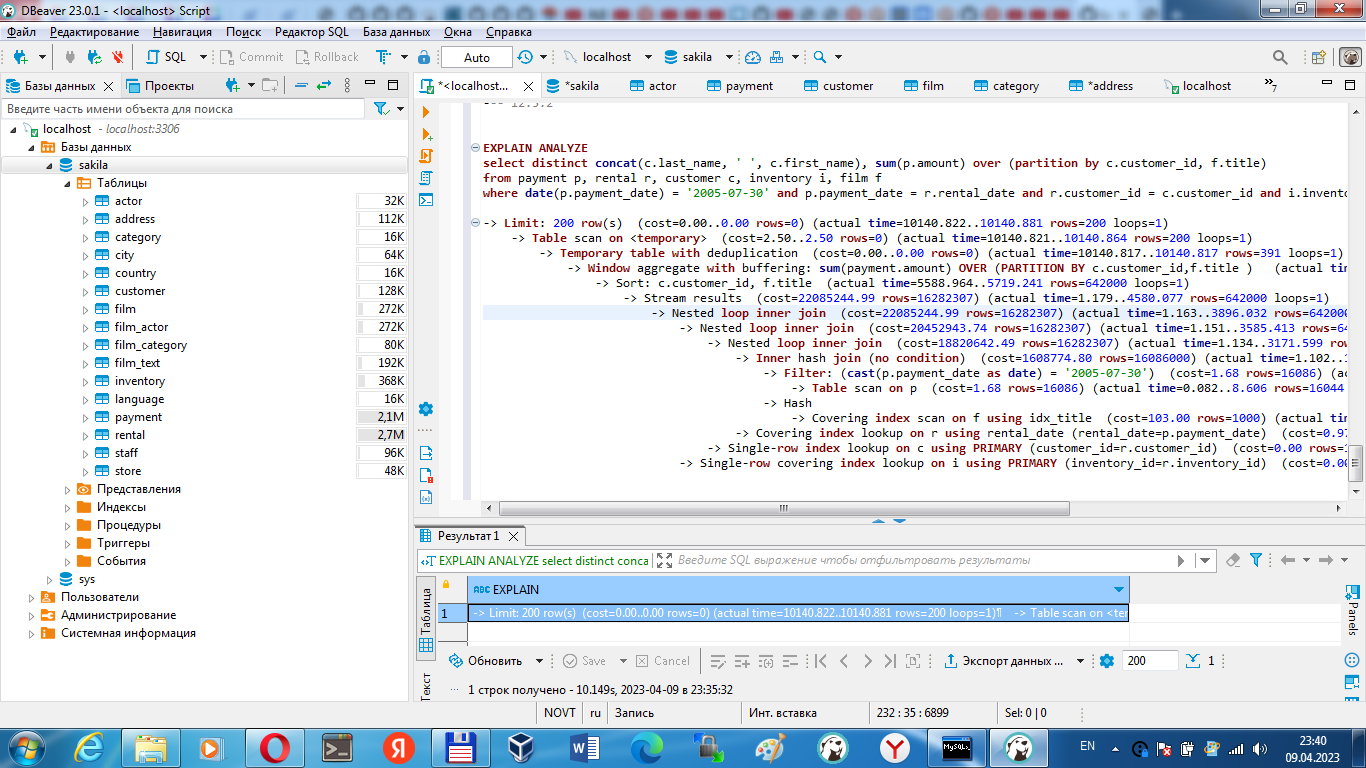 DBeaver 23.0.1 - <localhost> Script
Файл Редактирование Навигация Поиск Редактор SQL База данных Окна Справка
SQL Commit Rollback Auto localhost sakila
Базы данных Проекты
*<localhost... *sakila actor payment customer film category *address localhost »7
Введите часть имени объекта для поиска
localhost - localhost:3306
Базы данных
sakila
Таблицы
actor 32K
address 112K
category 16K
city 64K
country 16K
customer 128K
film 272K
film_actor 272K
film_category 80K
film_text 192K
inventory 368K
language 16K
payment 2,1M
rental 2,7M
staff 96K
store 48K
Представления
Индексы
Процедуры
Триггеры
События
sys
Пользователи
Администрирование
Системная информация
EXPLAIN ANALYZE
select distinct concat(c.last_name, ' ', c.first_name), sum(p.amount) over (partition by c.customer_id, f.title)
from payment p, rental r, customer c, inventory i, film f
where date(p.payment_date) = '2005-07-30' and p.payment_date = r.rental_date and r.customer_id = c.customer_id and i.invento
-> Limit: 200 row(s) (cost=0.00..0.00 rows=0) (actual time=10140.822..10140.881 rows=200 loops=1)
-> Table scan on <temporary> (cost=2.50..2.50 rows=0) (actual time=10140.821..10140.864 rows=200 loops=1)
-> Temporary table with deduplication (cost=0.00..0.00 rows=0) (actual time=10140.817..10140.817 rows=391 loops=1)
-> Window aggregate with buffering: sum(payment.amount) OVER (PARTITION BY c.customer_id,f.title ) (actual tim
-> Sort: c.customer_id, f.title (actual time=5588.964..5719.241 rows=642000 loops=1)
-> Stream results (cost=22085244.99 rows=16282307) (actual time=1.179..4580.077 rows=642000 loops=1)
-> Nested loop inner join (cost=22085244.99 rows=16282307) (actual time=1.163..3896.032 rows=642000
-> Nested loop inner join (cost=20452943.74 rows=16282307) (actual time=1.151..3585.413 rows=64
-> Nested loop inner join (cost=18820642.49 rows=16282307) (actual time=1.134..3171.599 row
-> Inner hash join (no condition) (cost=1608774.80 rows=16086000) (actual time=1.102..1
-> Filter: (cast(p.payment_date as date) = '2005-07-30') (cost=1.68 rows=16086) (ac
-> Table scan on p (cost=1.68 rows=16086) (actual time=0.082..8.606 rows=16044
-> Hash
-> Covering index scan on f using idx_title (cost=103.00 rows=1000) (actual tim
-> Covering index lookup on r using rental_date (rental_date=p.payment_date) (cost=0.97
-> Single-row index lookup on c using PRIMARY (customer_id=r.customer_id) (cost=0.00 rows=1
-> Single-row covering index lookup on i using PRIMARY (inventory_id=r.inventory_id) (cost=0.00
Результат 1
EXPLAIN ANALYZE select distinct conca Введите SQL выражение чтобы отфильтровать результаты
Таблица
Текст
ABC EXPLAIN
1 -> Limit: 200 row(s) (cost=0.00..0.00 rows=0) (actual time=10140.822..10140.881 rows=200 loops=1)¶ -> Table scan on <ter
Panels
Обновить Save Cancel Экспорт данных ... 200 1
1 строк получено - 10.149s, 2023-04-09 в 23:35:32
NOVT ru Запись Инт. вставка 232 : 35 : 6899 Sel: 0 | 0
EN 23:40
09.04.2023